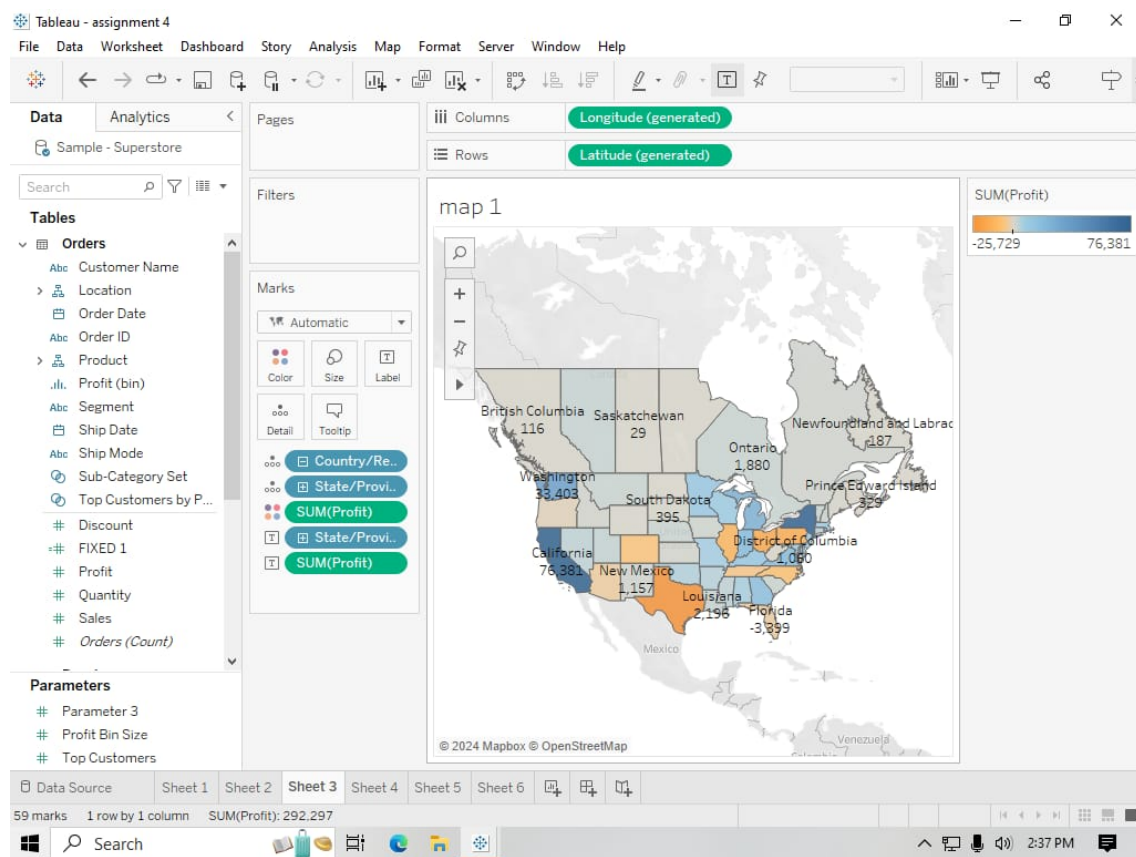 Tableau - assignment 4
File Data Worksheet Dashboard Story Analysis Map Format Server Window Help
Data Analytics
Sample - Superstore
Search
Tables
Orders
Abc Customer Name
Location
Order Date
Abc Order ID
Product
Profit (bin)
Abc Segment
Ship Date
Abc Ship Mode
Sub-Category Set
Top Customers by P...
# Discount
=# FIXED 1
# Profit
# Quantity
# Sales
# Orders (Count)
Parameters
# Parameter 3
# Profit Bin Size
# Top Customers
Pages
Filters
Marks
Automatic
Color Size Label
Detail Tooltip
Country/Re..
State/Provi..
SUM(Profit)
State/Provi..
SUM(Profit)
Columns Longitude (generated)
Rows Latitude (generated)
map 1
British Columbia
116
Saskatchewan
29
Newfoundland and Labrac
187
Ontario
1,880
Washington
33,403
South Dakota
395
Prince Edward Island
329
California
76,381
New Mexico
1,157
District of Columbia
1,060
Louisiana
2,196
Florida
-3,399
Mexico
Venezuela
© 2024 Mapbox © OpenStreetMap
SUM(Profit)
-25,729 76,381
Data Source Sheet 1 Sheet 2 Sheet 3 Sheet 4 Sheet 5 Sheet 6
59 marks 1 row by 1 column SUM(Profit): 292,297
Search
2:37 PM